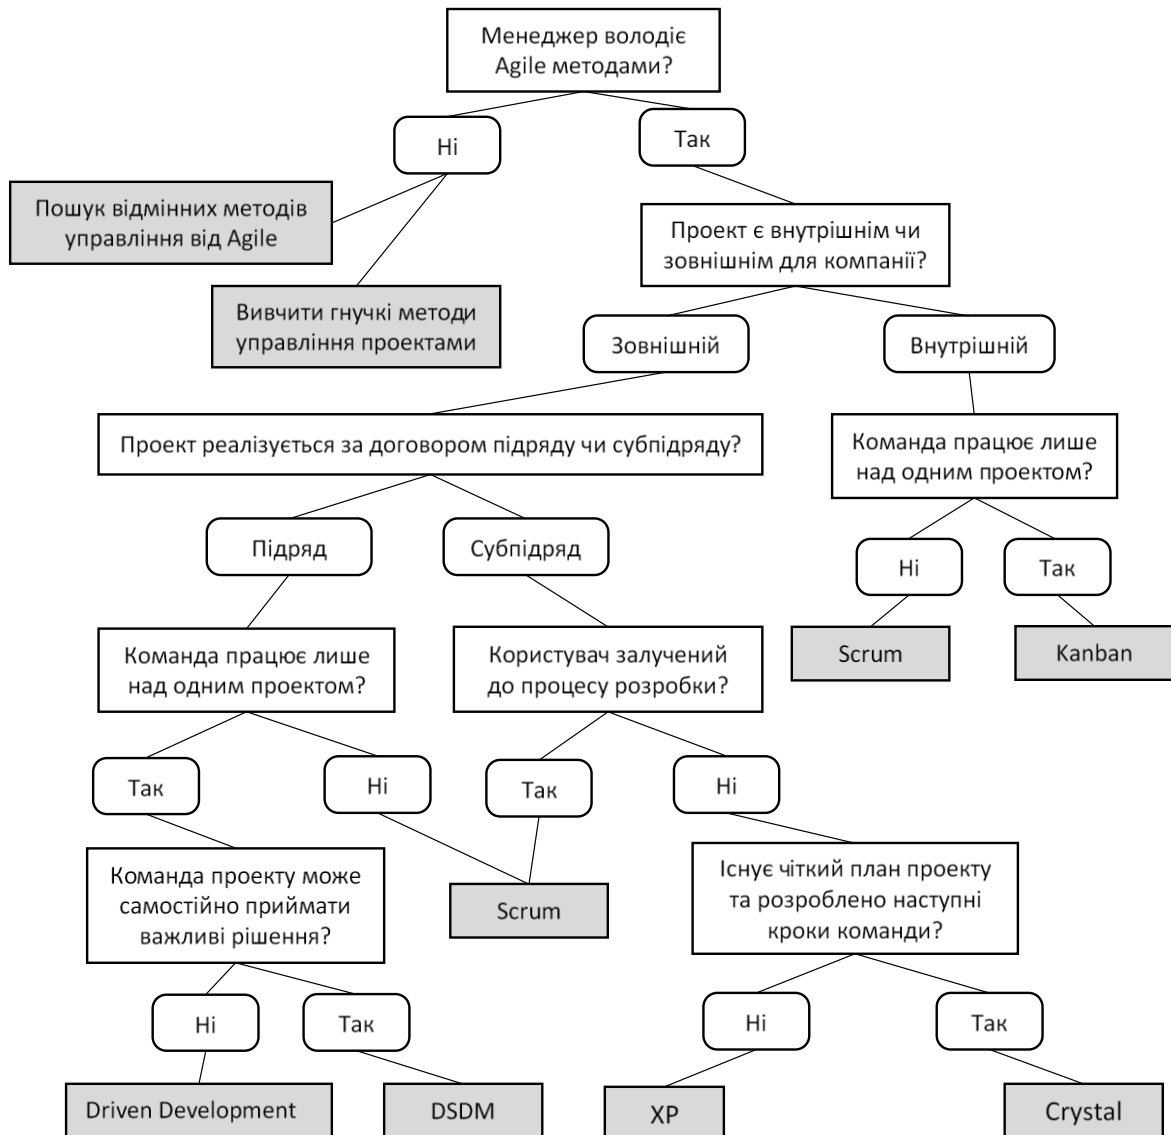 Менеджер володіє
Agile методами?
Ні
Так
Пошук відмінних методів
управління від Agile
Проект є внутрішнім чи
зовнішнім для компанії?
Вивчити гнучкі методи
управління проектами
Зовнішній
Внутрішній
Проект реалізується за договором підряду чи субпідряду?
Команда працює лише
над одним проектом?
Підряд
Субпідряд
Ні
Так
Команда працює лише
над одним проектом?
Користувач залучений
до процесу розробки?
Scrum
Kanban
Так
Ні
Так
Ні
Команда проекту може
самостійно приймати
важливі рішення?
Scrum
Існує чіткий план проекту
та розроблено наступні
кроки команди?
Ні
Так
Ні
Так
Driven Development
DSDM
XP
Crystal